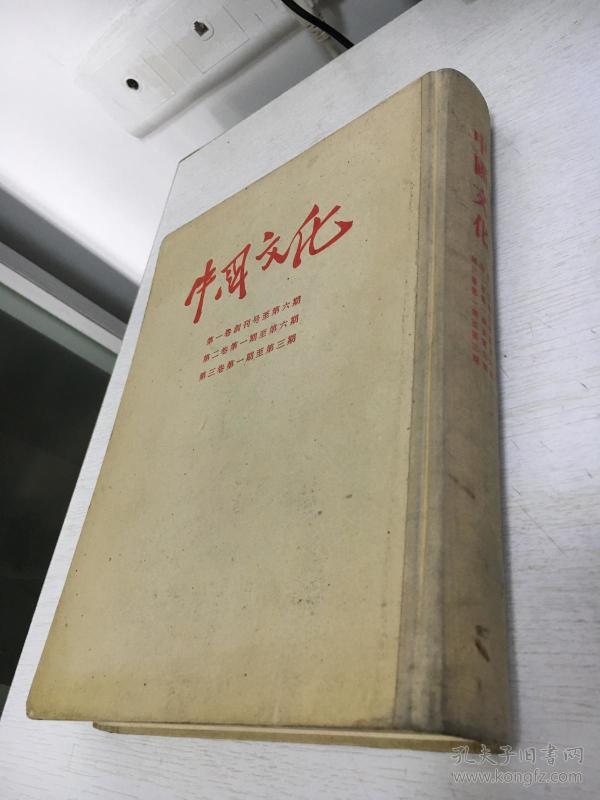 中国文化
第一卷创刊号至第六期
第二卷第一期至第六期
第三卷第一期至第三期
中國文化
孔夫子旧书网
www.kongfz.com